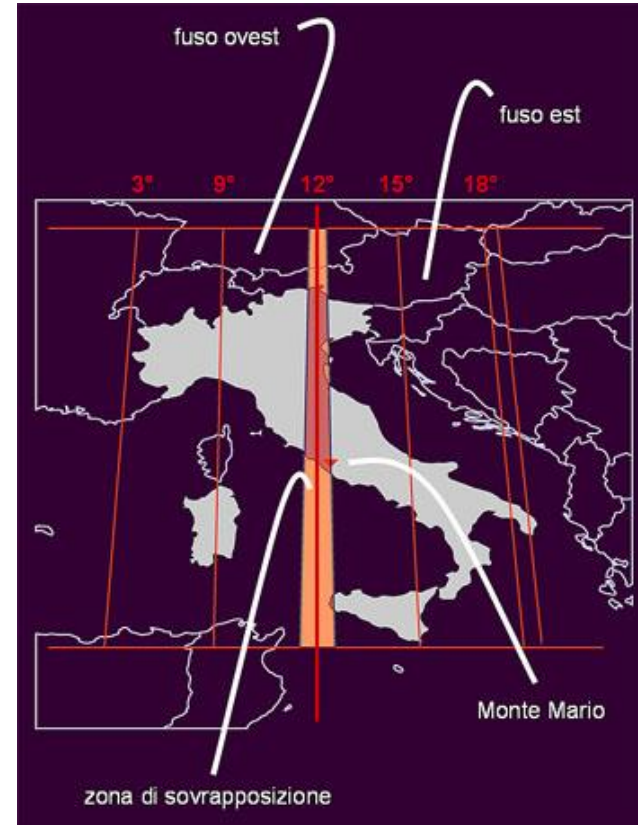 fuso ovest
fuso est
3° 9° 12° 15° 18°
Monte Mario
zona di sovrapposizione